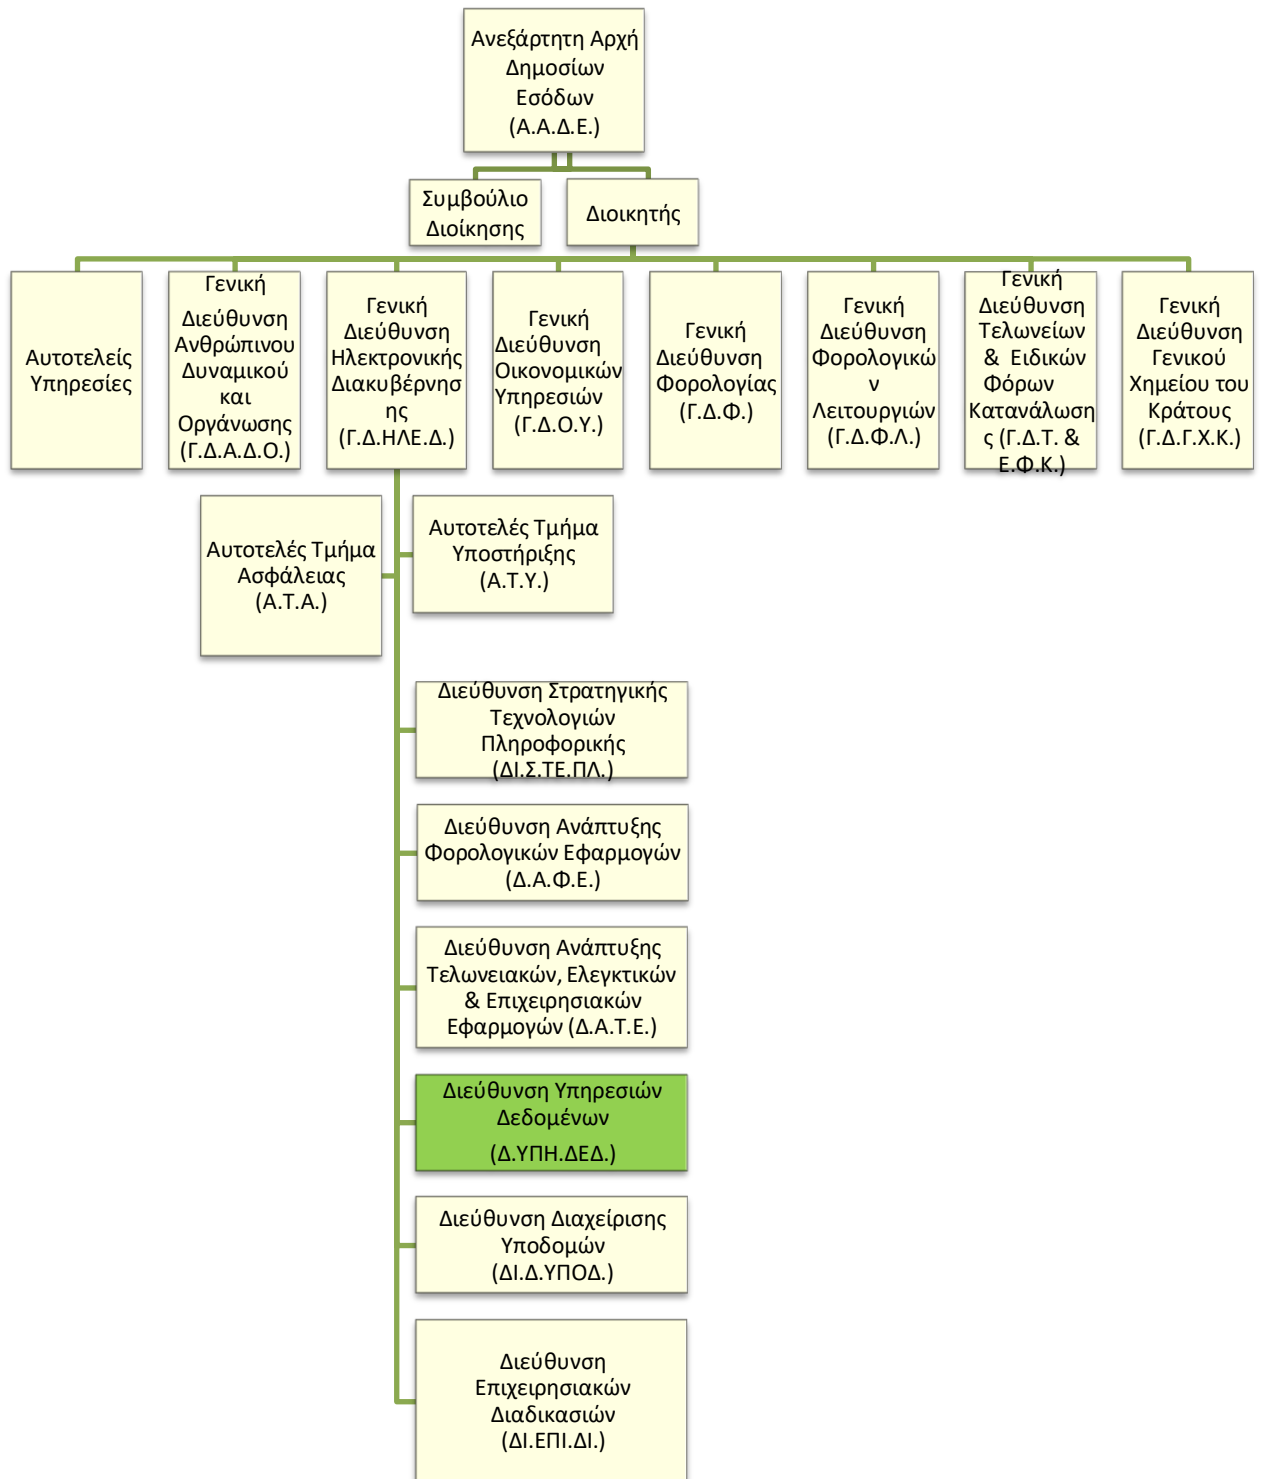 Ανεξάρτητη Αρχή
Δημοσίων
Εσόδων
(Α.Α.Δ.Ε.)
Συμβούλιο
Διοίκησης
Διοικητής
Αυτοτελείς
Υπηρεσίες
Γενική
Διεύθυνση
Ανθρώπινου
Δυναμικού
και
Οργάνωσης
(Γ.Δ.Α.Δ.Ο.)
Γενική
Διεύθυνση
Ηλεκτρονικής
Διακυβέρνησ
ης
(Γ.Δ.ΗΛΕ.Δ.)
Γενική
Διεύθυνση
Οικονομικών
Υπηρεσιών
(Γ.Δ.Ο.Υ.)
Γενική
Διεύθυνση
Φορολογίας
(Γ.Δ.Φ.)
Γενική
Διεύθυνση
Φορολογικώ
ν
Λειτουργιών
(Γ.Δ.Φ.Λ.)
Γενική
Διεύθυνση
Τελωνείων
& Ειδικών
Φόρων
Κατανάλωση
ς (Γ.Δ.Τ. &
Ε.Φ.Κ.)
Γενική
Διεύθυνση
Γενικού
Χημείου του
Κράτους
(Γ.Δ.Γ.Χ.Κ.)
Αυτοτελές Τμήμα
Ασφάλειας
(Α.Τ.Α.)
Αυτοτελές Τμήμα
Υποστήριξης
(Α.Τ.Υ.)
Διεύθυνση Στρατηγικής
Τεχνολογιών
Πληροφορικής
(ΔΙ.Σ.ΤΕ.ΠΛ.)
Διεύθυνση Ανάπτυξης
Φορολογικών Εφαρμογών
(Δ.Α.Φ.Ε.)
Διεύθυνση Ανάπτυξης
Τελωνειακών, Ελεγκτικών
& Επιχειρησιακών
Εφαρμογών (Δ.Α.Τ.Ε.)
Διεύθυνση Υπηρεσιών
Δεδομένων
(Δ.ΥΠΗ.ΔΕΔ.)
Διεύθυνση Διαχείρισης
Υποδομών
(ΔΙ.Δ.ΥΠΟΔ.)
Διεύθυνση
Επιχειρησιακών
Διαδικασιών
(ΔΙ.ΕΠΙ.ΔΙ.)